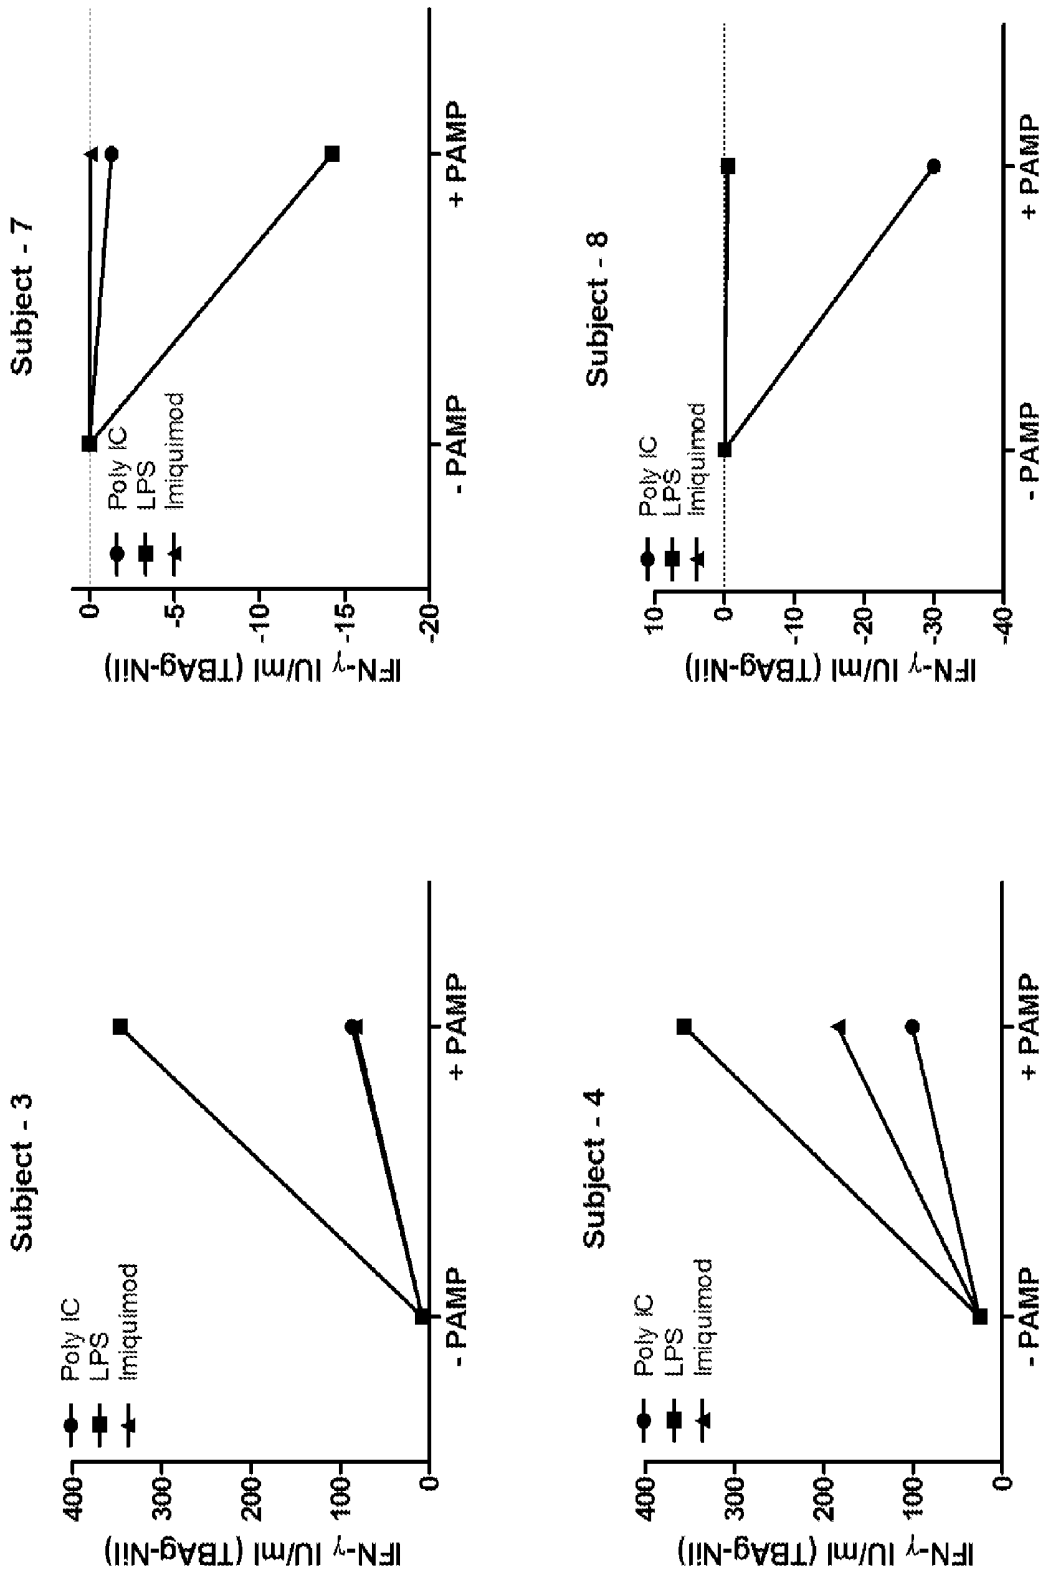 Subject - 3
IFN-γ IU/ml (TBAg-Nil)
400
300
200
100
0
Poly IC
LPS
Imiquimod
- PAMP
+ PAMP
Subject - 7
IFN-γ IU/ml (TBAg-Nil)
0
-5
-10
-15
-20
Poly IC
LPS
Imiquimod
- PAMP
+ PAMP
Subject - 4
IFN-γ IU/ml (TBAg-Nil)
400
300
200
100
0
Poly IC
LPS
Imiquimod
- PAMP
+ PAMP
Subject - 8
IFN-γ IU/ml (TBAg-Nil)
10
0
-10
-20
-30
-40
Poly IC
LPS
Imiquimod
- PAMP
+ PAMP